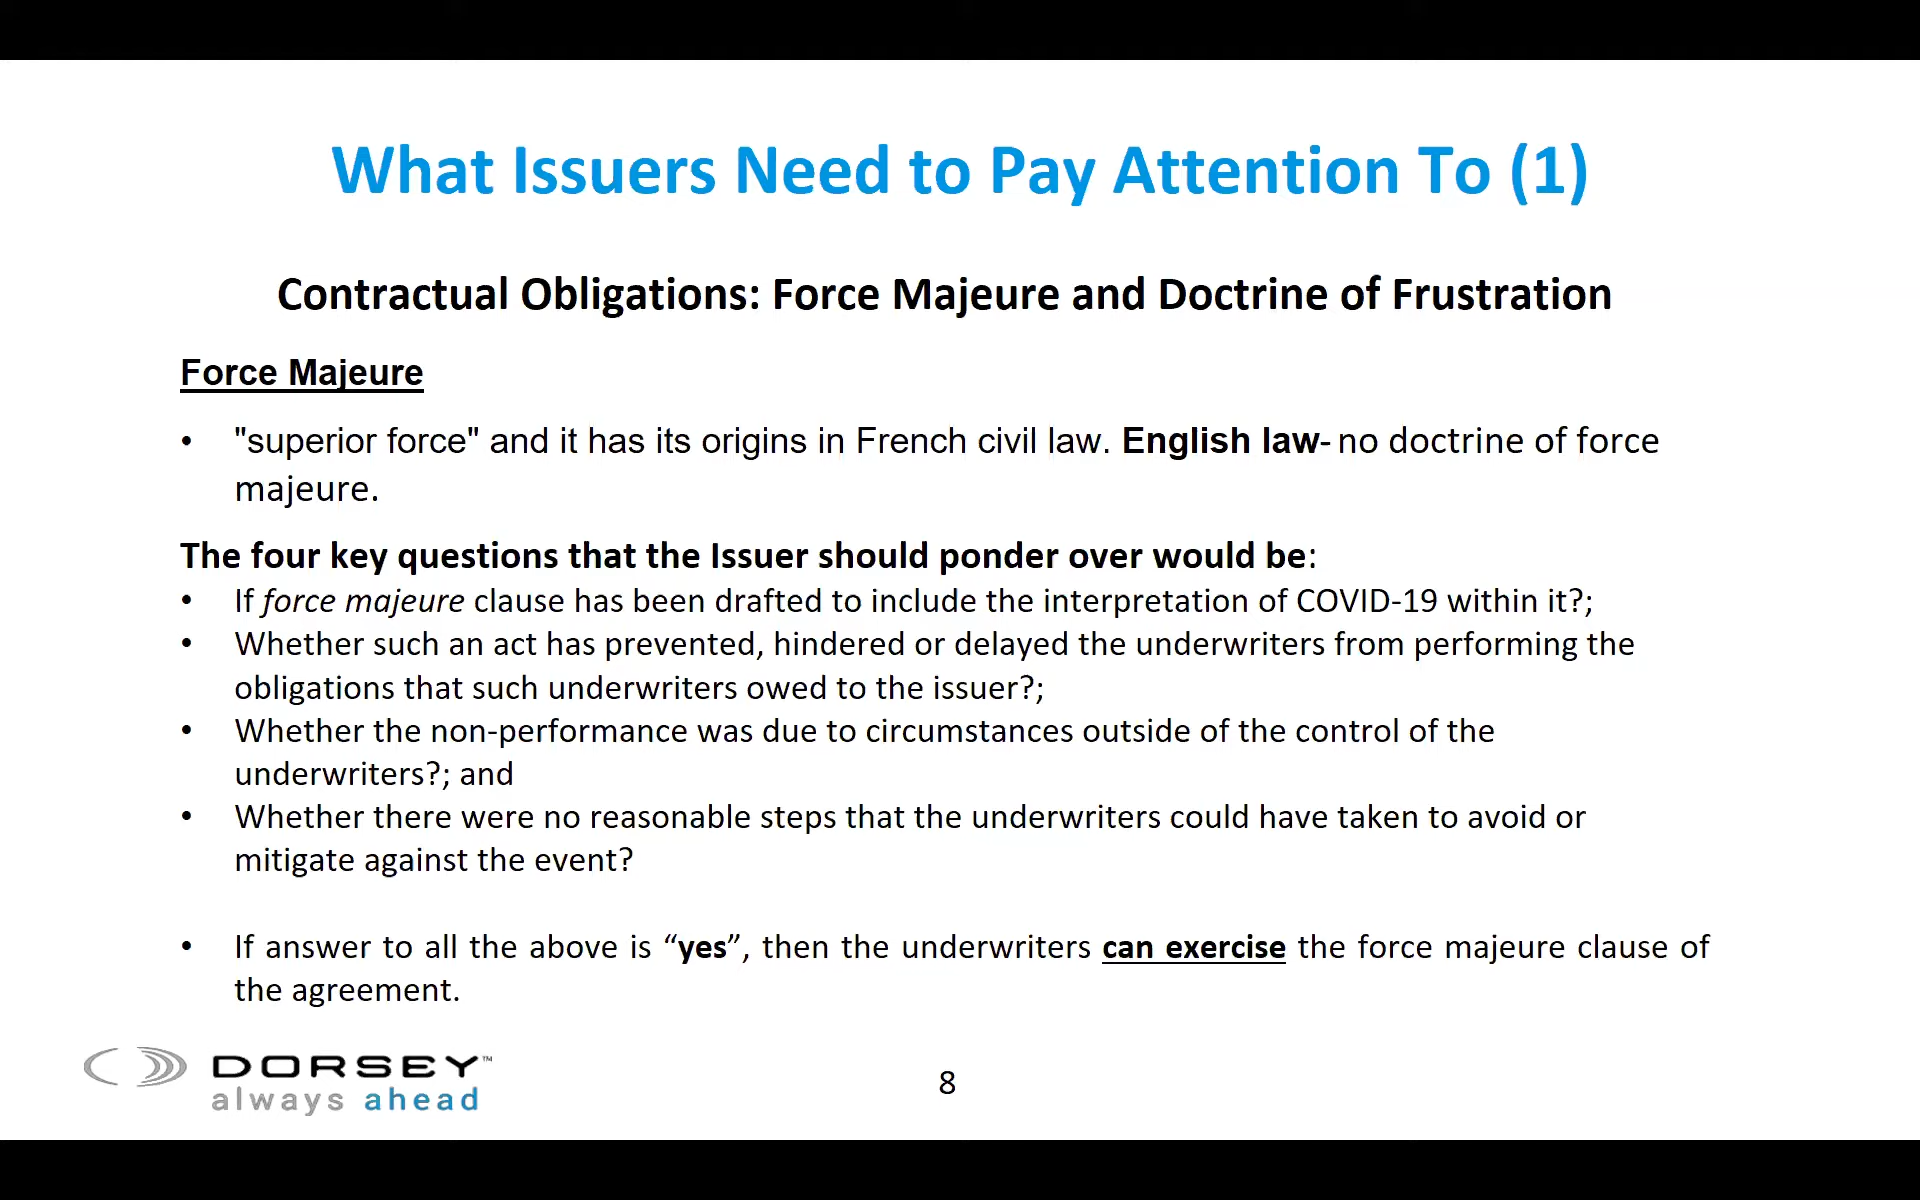 What Issuers Need to Pay Attention To (1)
Contractual Obligations: Force Majeure and Doctrine of Frustration
Force Majeure
• "superior force" and it has its origins in French civil law. English law- no doctrine of force
majeure.
The four key questions that the Issuer should ponder over would be:
• If force majeure clause has been drafted to include the interpretation of COVID-19 within it?;
• Whether such an act has prevented, hindered or delayed the underwriters from performing the
obligations that such underwriters owed to the issuer?;
• Whether the non-performance was due to circumstances outside of the control of the
underwriters?; and
• Whether there were no reasonable steps that the underwriters could have taken to avoid or
mitigate against the event?
• If answer to all the above is “yes”, then the underwriters can exercise the force majeure clause of
the agreement.
DORSEY™
always ahead
8